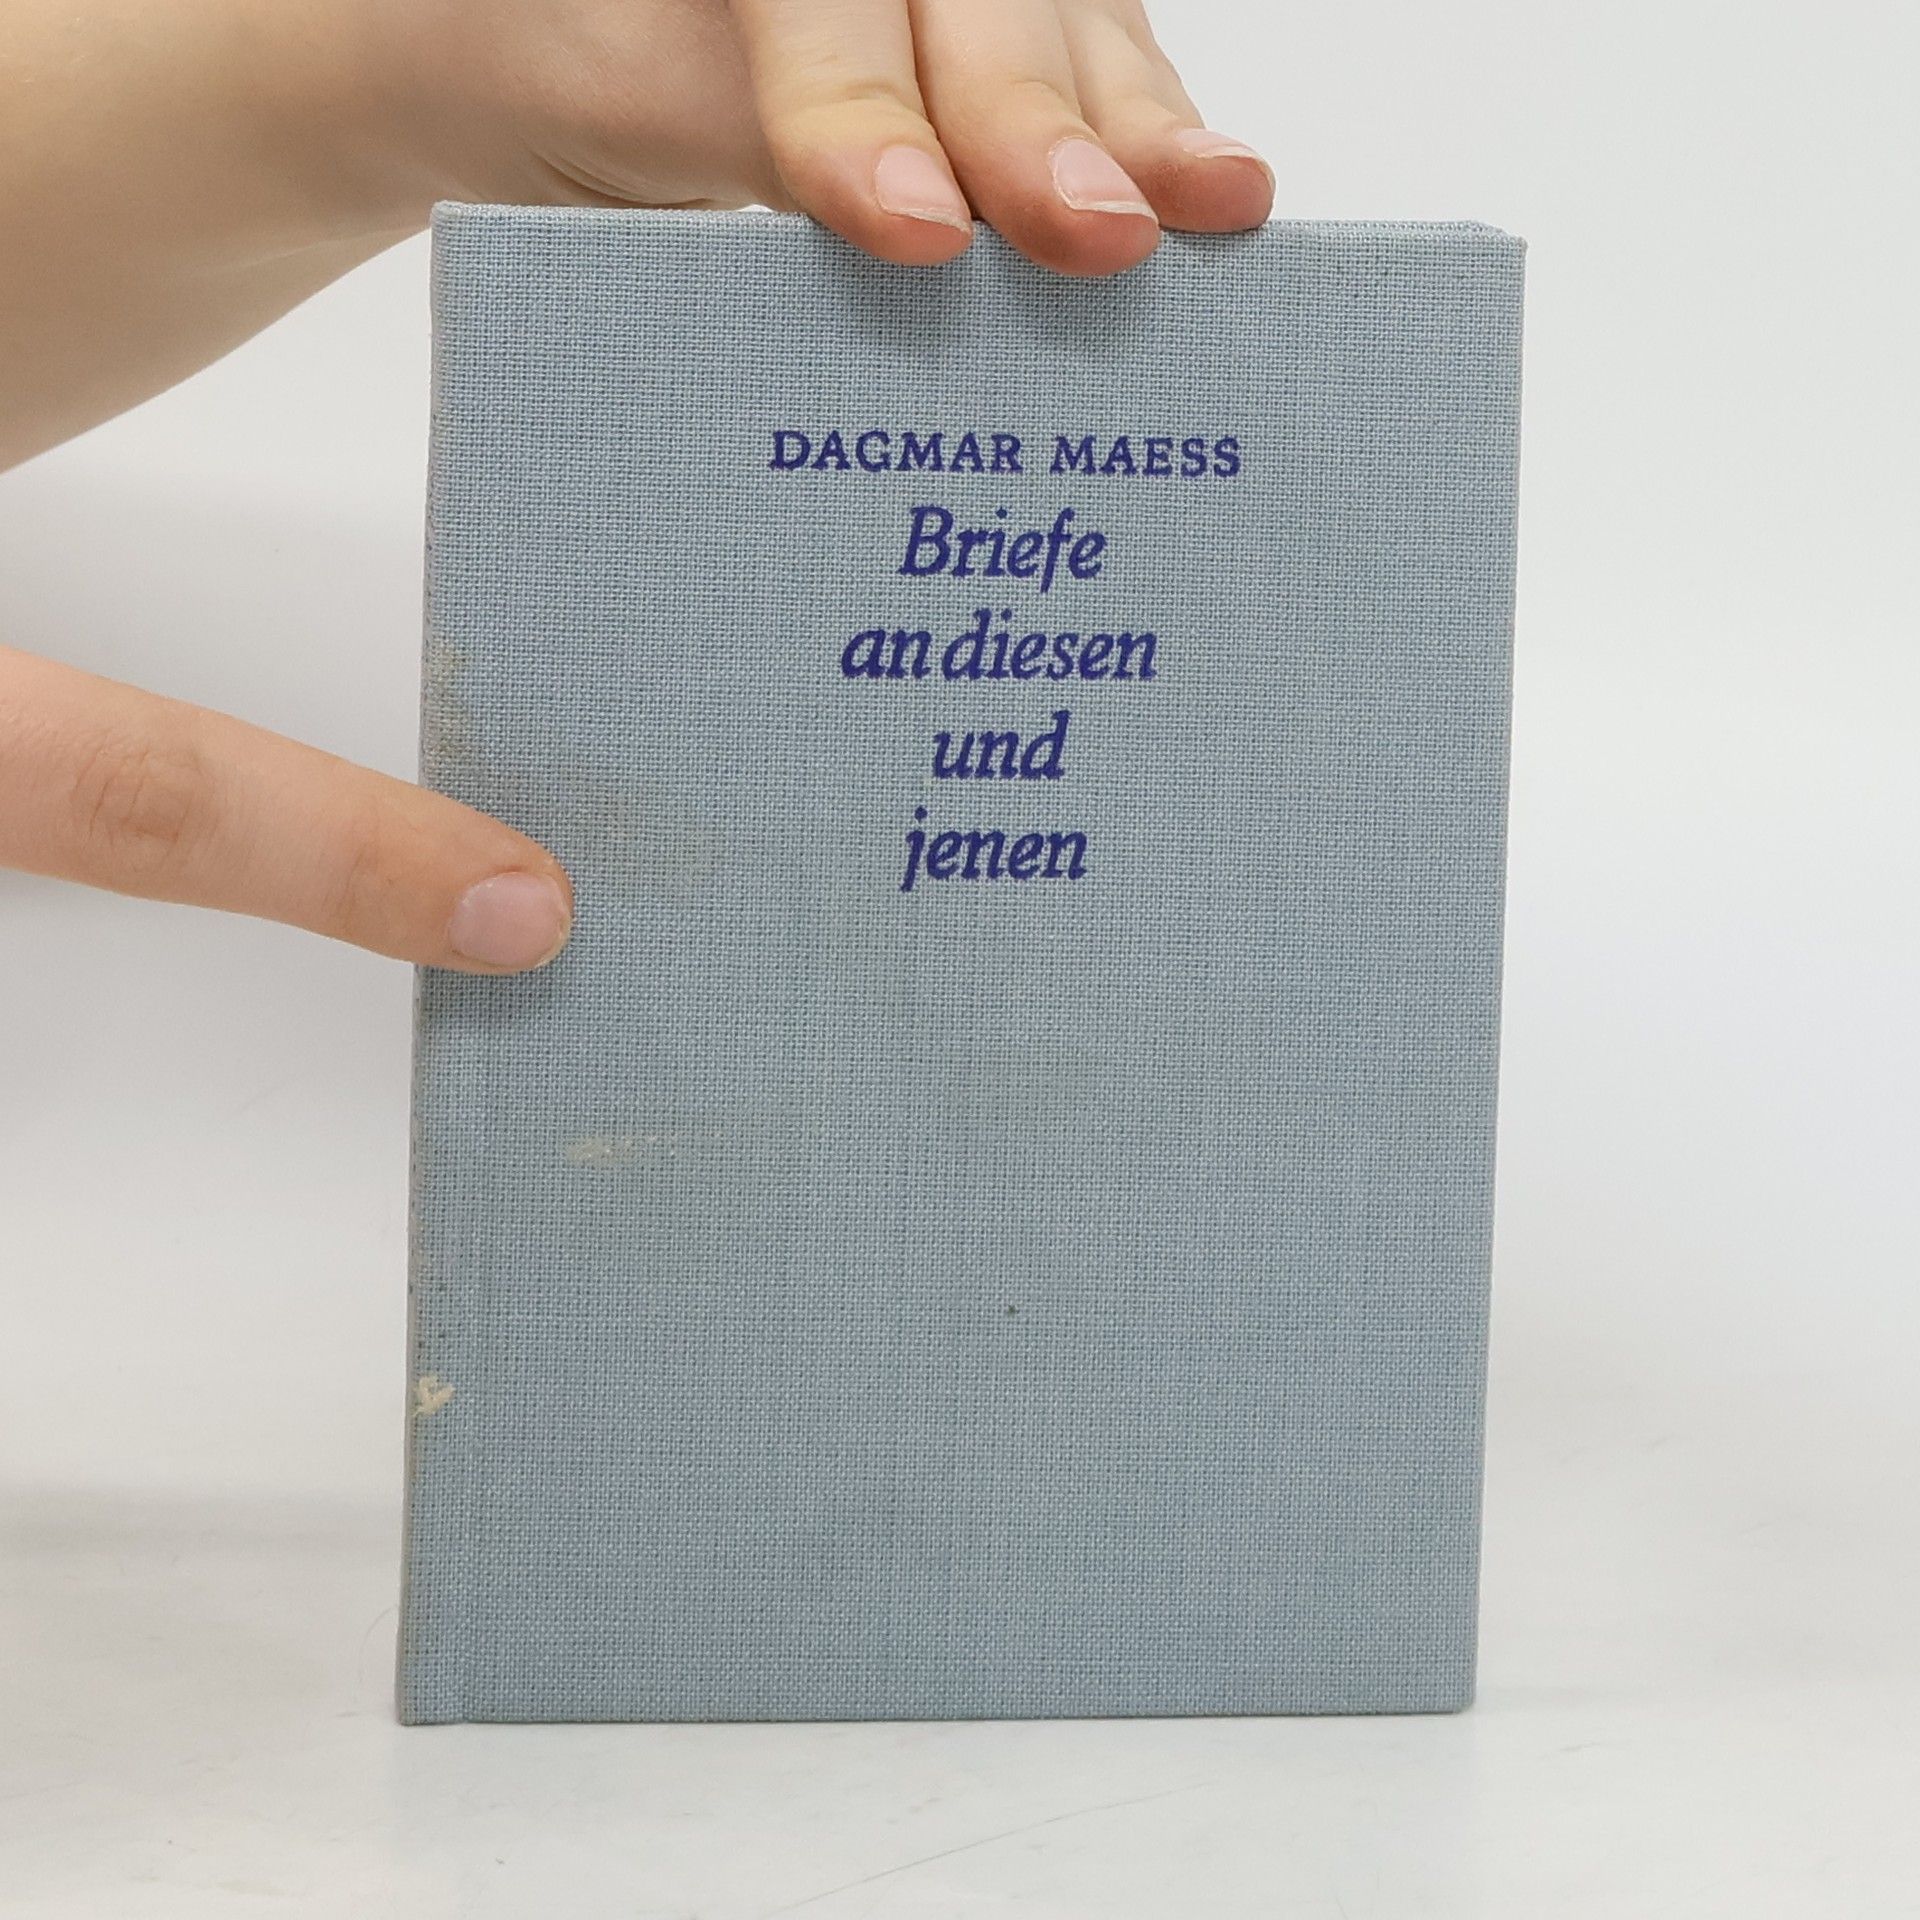 DAGMAR MAESS
Briefe
an diesen
und
jenen